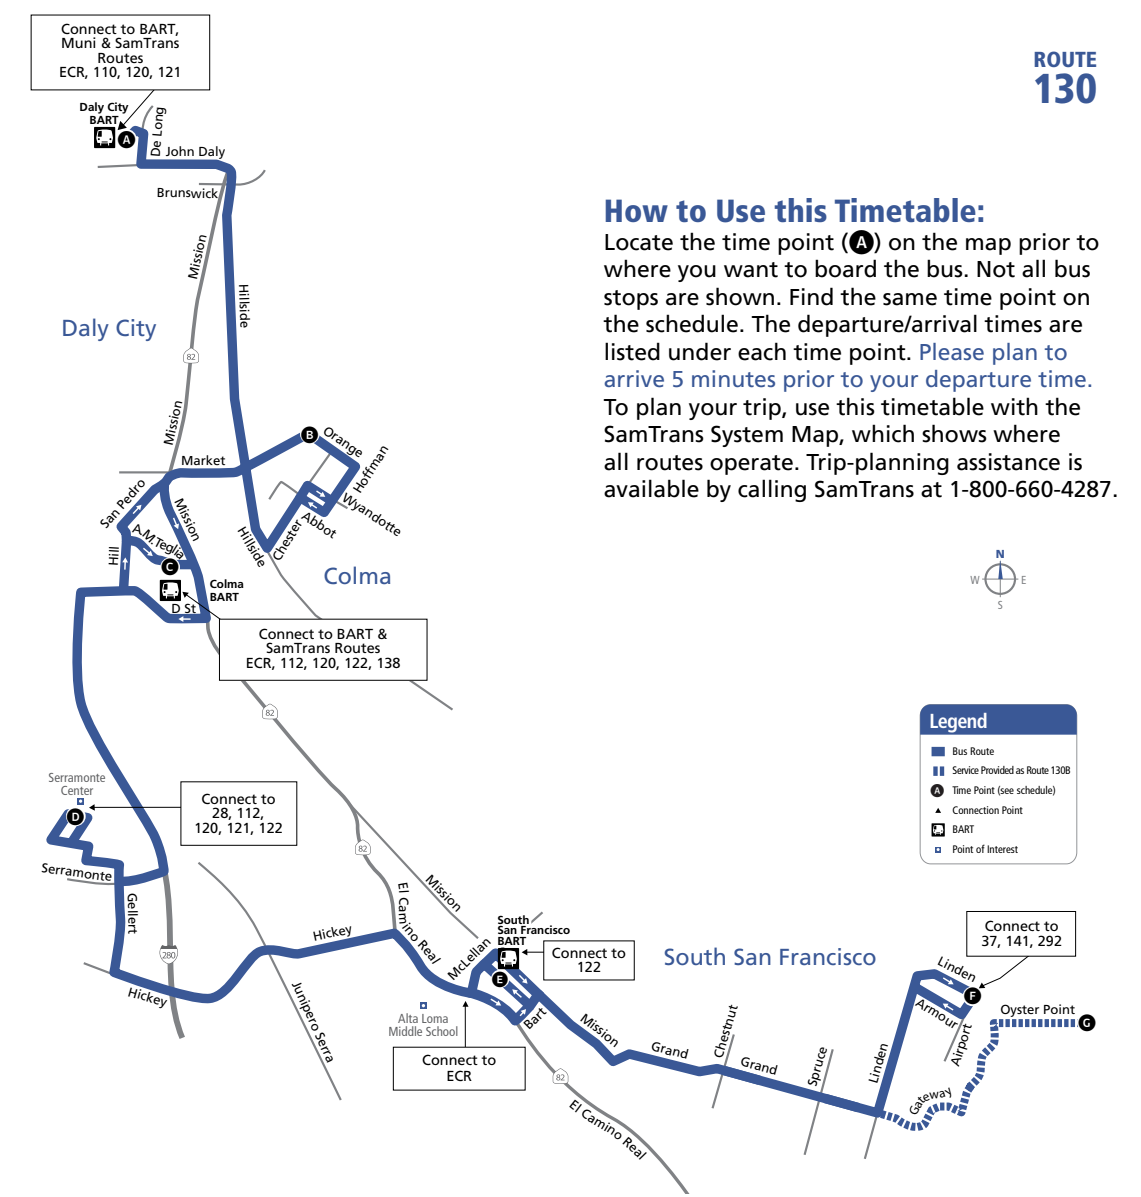 Connect to BART,
Muni & SamTrans
Routes
ECR, 110, 120, 121
ROUTE
130
Daly City
BART
A
De Long
John Daly
Brunswick
Mission
Hillside
Daly City
82
Mission
How to Use this Timetable:
Locate the time point (A) on the map prior to
where you want to board the bus. Not all bus
stops are shown. Find the same time point on
the schedule. The departure/arrival times are
listed under each time point. Please plan to
arrive 5 minutes prior to your departure time.
To plan your trip, use this timetable with the
SamTrans System Map, which shows where
all routes operate. Trip-planning assistance is
available by calling SamTrans at 1-800-660-4287.
B
Orange
Market
Hoffman
San Pedro
Mission
Wyandotte
Abbot
Chester
Hillside
A.M.Teglia
Hill
C
Colma
BART
D St
Colma
N
W
E
S
Connect to BART &
SamTrans Routes
ECR, 112, 120, 122, 138
82
Legend
Bus Route
Service Provided as Route 130B
A
Time Point (see schedule)
Connection Point
BART
Point of Interest
Serramonte
Center
D
Connect to
28, 112,
120, 121, 122
82
Serramonte
Gellert
Mission
El Camino Real
Hickey
280
Hickey
Junipero Serra
McLellan
South
San Francisco
BART
Connect to
122
E
South San Francisco
Connect to
37, 141, 292
Linden
F
Armour
Oyster Point
G
Airport
Alta Loma
Middle School
Bart
Mission
Grand
Chestnut
Grand
Spruce
Linden
Gateway
Connect to
ECR
82
El Camino Real